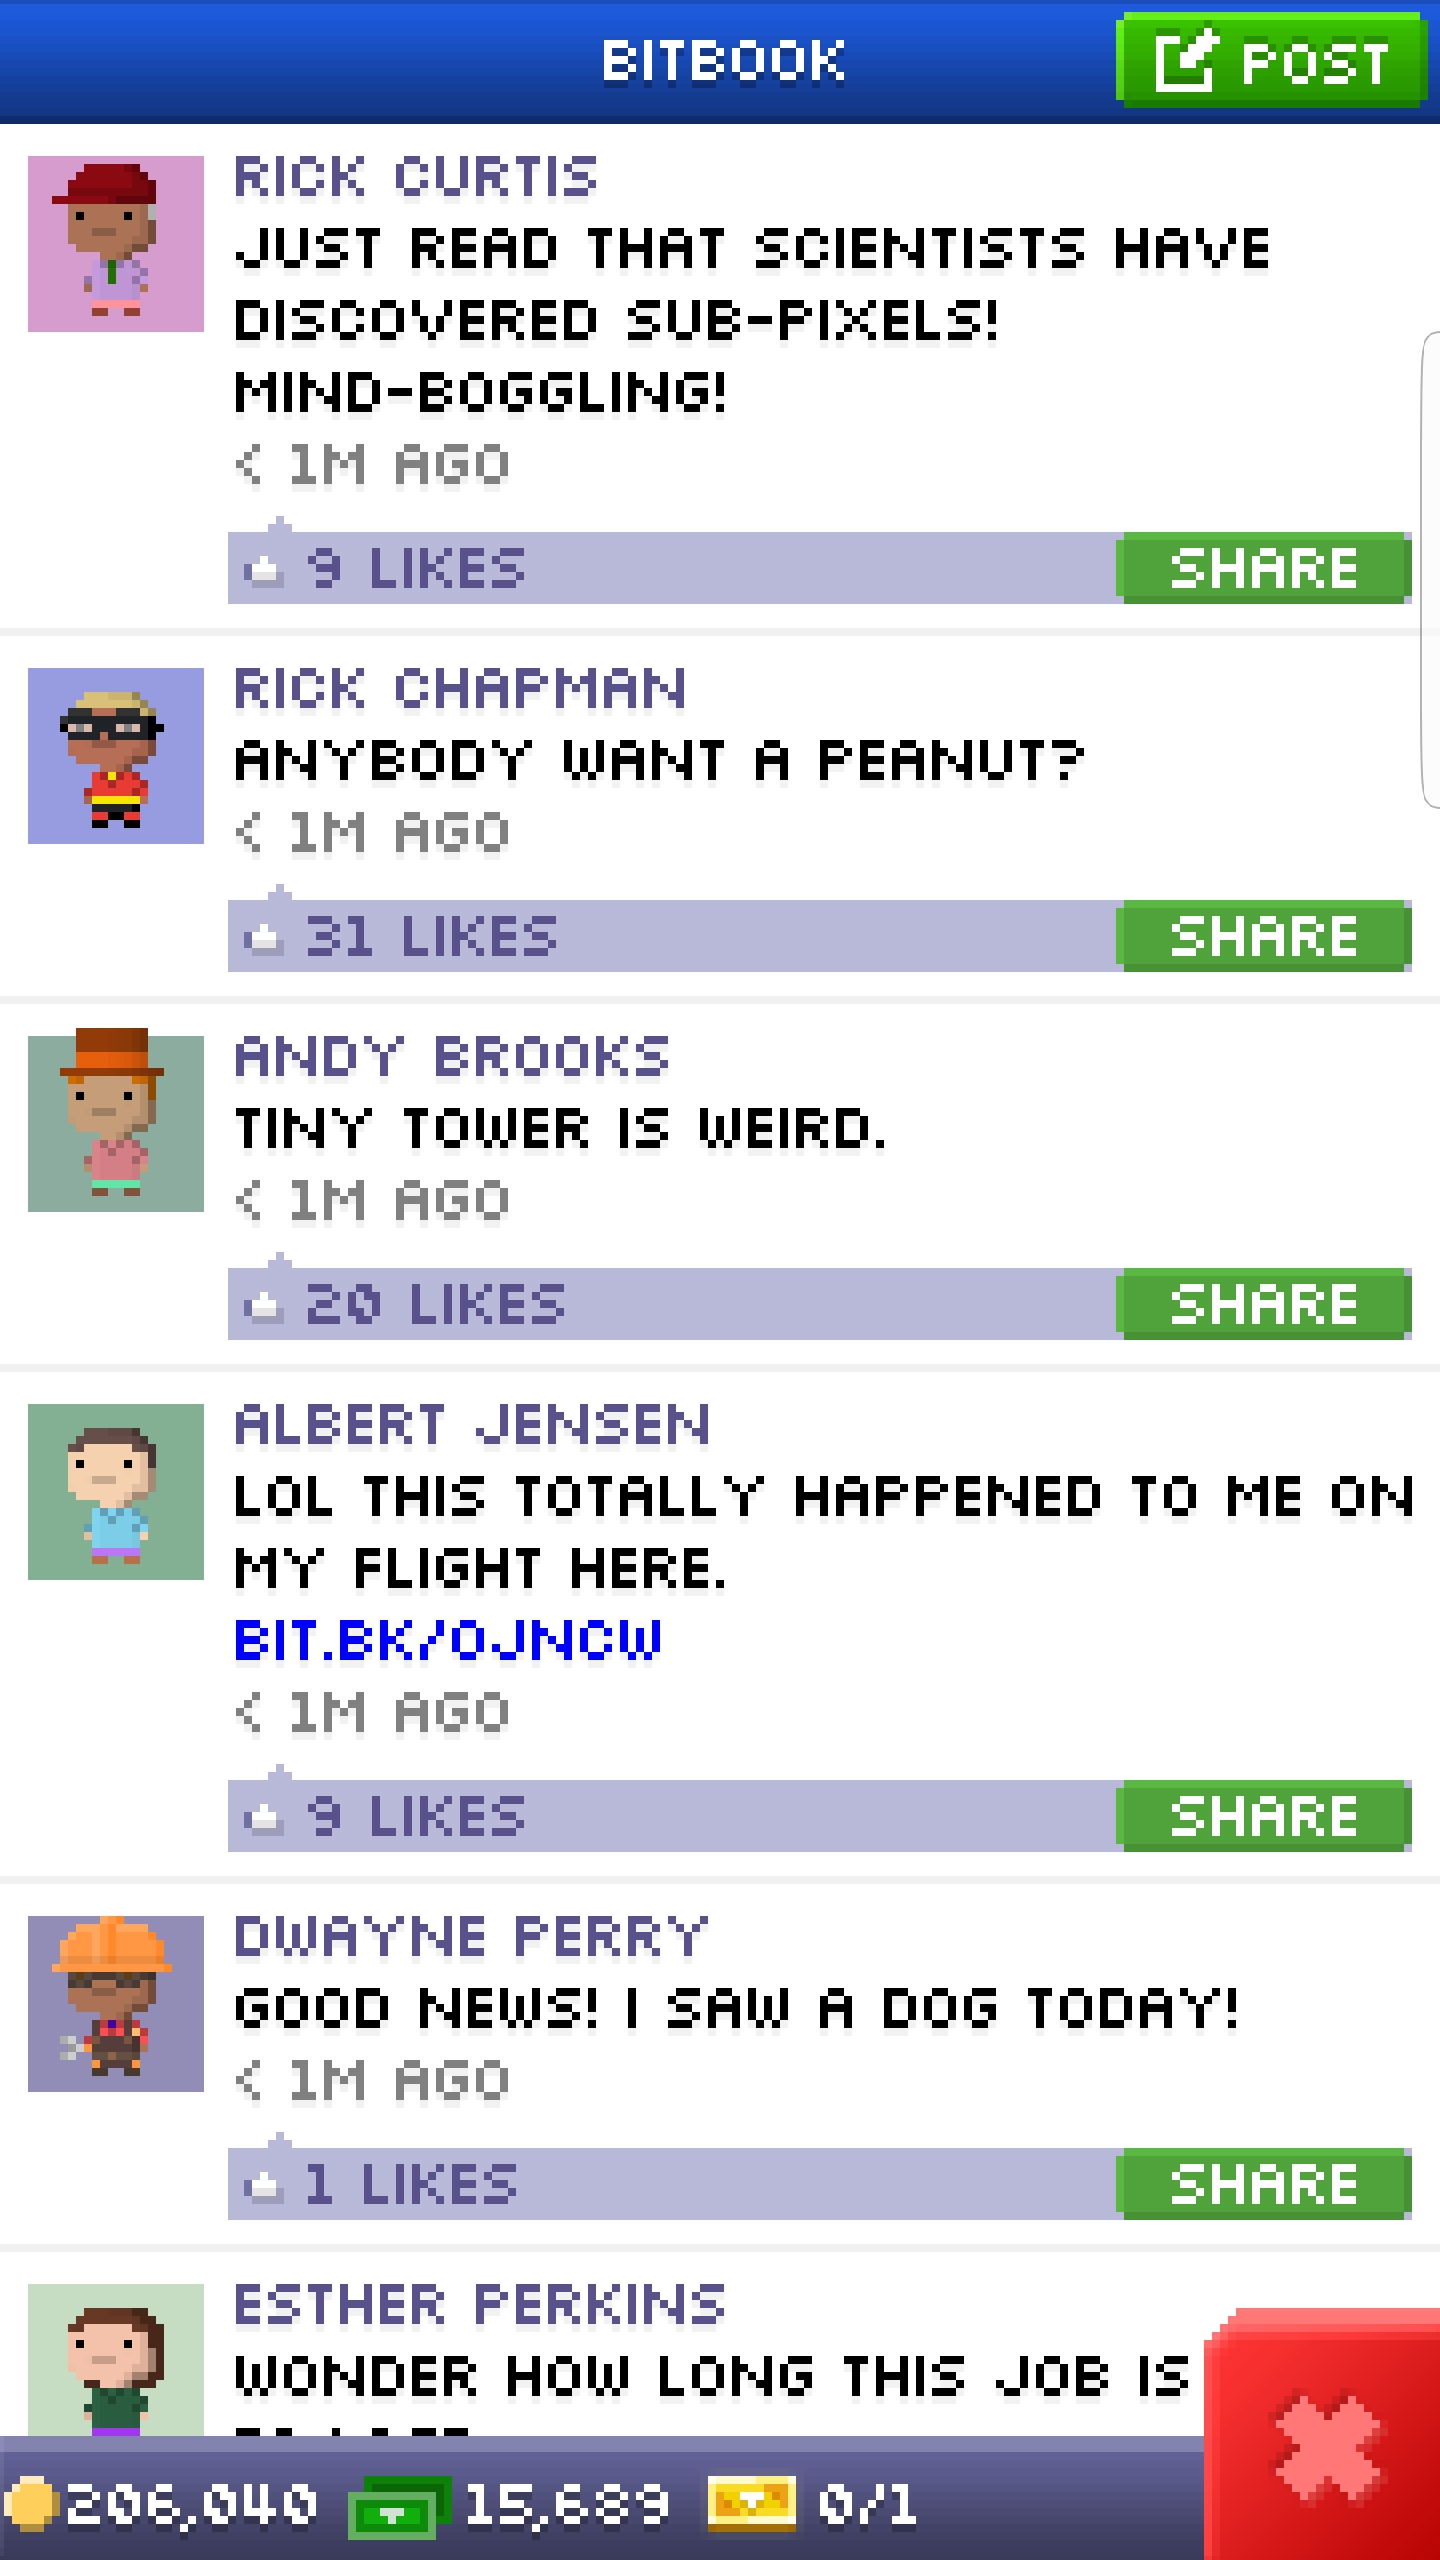 BITBOOK
POST
RICK CURTIS
JUST READ THAT SCIENTISTS HAVE
DISCOVERED SUB-PIXELS!
MIND-BOGGLING!
< 1M AGO
9 LIKES
SHARE
RICK CHAPMAN
ANYBODY WANT A PEANUT?
< 1M AGO
31 LIKES
SHARE
ANDY BROOKS
TINY TOWER IS WEIRD.
< 1M AGO
20 LIKES
SHARE
ALBERT JENSEN
LOL THIS TOTALLY HAPPENED TO ME ON
MY FLIGHT HERE.
BIT.BK/OJNCW
< 1M AGO
9 LIKES
SHARE
DWAYNE PERRY
GOOD NEWS! I SAW A DOG TODAY!
< 1M AGO
1 LIKES
SHARE
ESTHER PERKINS
WONDER HOW LONG THIS JOB IS
206,040
15,689
0/1